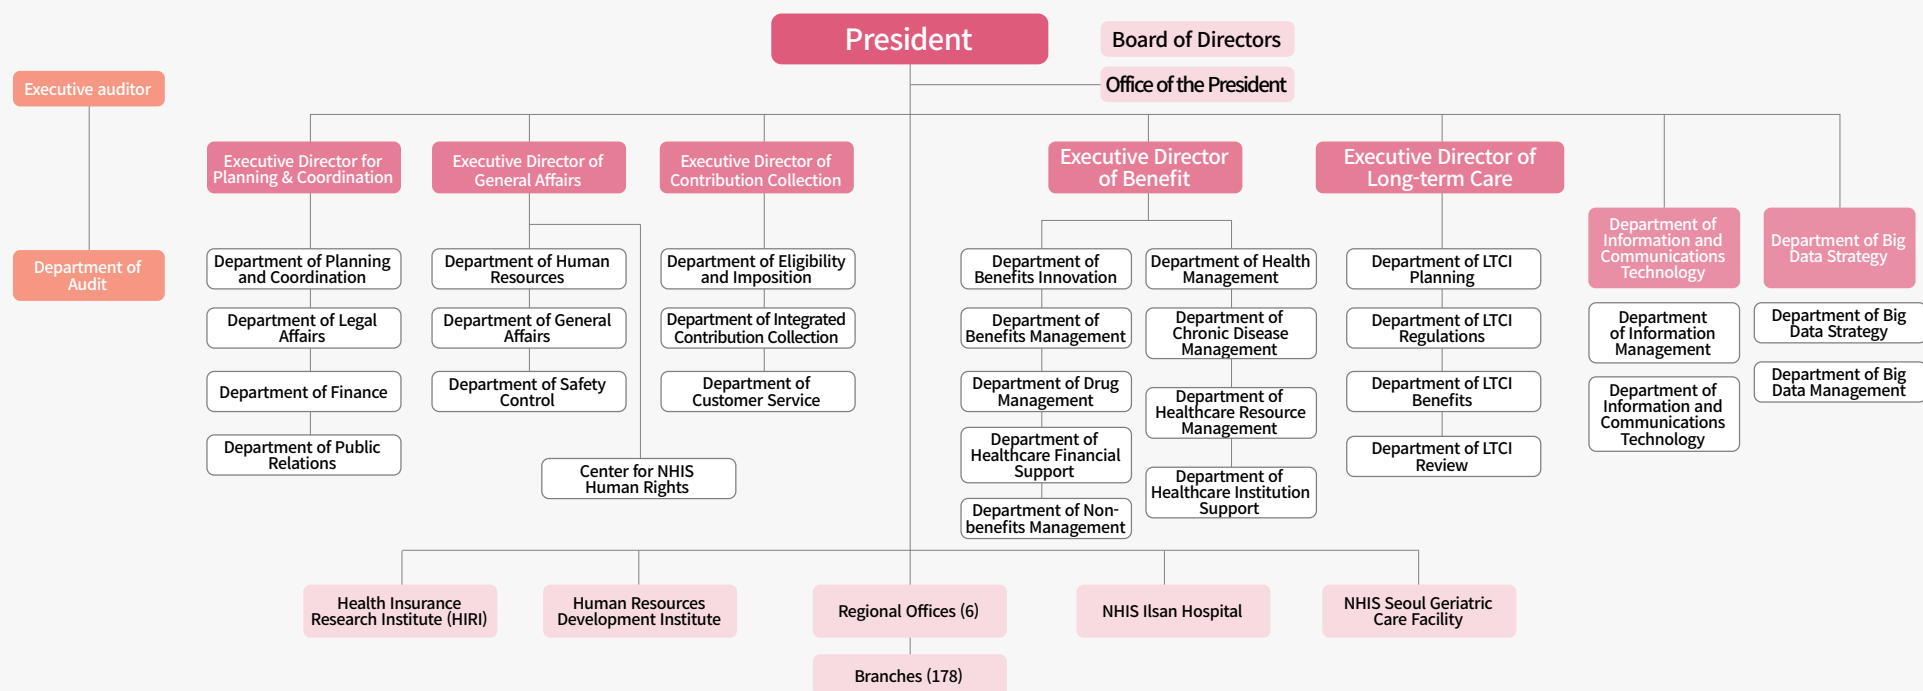 President
Board of Directors
Office of the President
Executive auditor
Department of
Audit
Executive Director for
Planning & Coordination
Department of Planning
and Coordination
Department of Legal
Affairs
Department of Finance
Department of Public
Relations
Executive Director of
General Affairs
Department of Human
Resources
Department of General
Affairs
Department of Safety
Control
Center for NHIS
Human Rights
Executive Director of
Contribution Collection
Department of Eligibility
and Imposition
Department of Integrated
Contribution Collection
Department of
Customer Service
Executive Director
of Benefit
Department of
Benefits Innovation
Department of
Benefits Management
Department of Drug
Management
Department of
Healthcare Financial
Support
Department of Non-
benefits Management
Department of Health
Management
Department of
Chronic Disease
Management
Department of
Healthcare Resource
Management
Department of
Healthcare Institution
Support
Executive Director of
Long-term Care
Department of LTCI
Planning
Department of LTCI
Regulations
Department of LTCI
Benefits
Department of LTCI
Review
Department of
Information and
Communications
Technology
Department
of Information
Management
Department of
Information and
Communications
Technology
Department of Big
Data Strategy
Department of Big
Data Strategy
Department of Big
Data Management
Health Insurance
Research Institute (HIRI)
Human Resources
Development Institute
Regional Offices (6)
NHIS Ilsan Hospital
NHIS Seoul Geriatric
Care Facility
Branches (178)